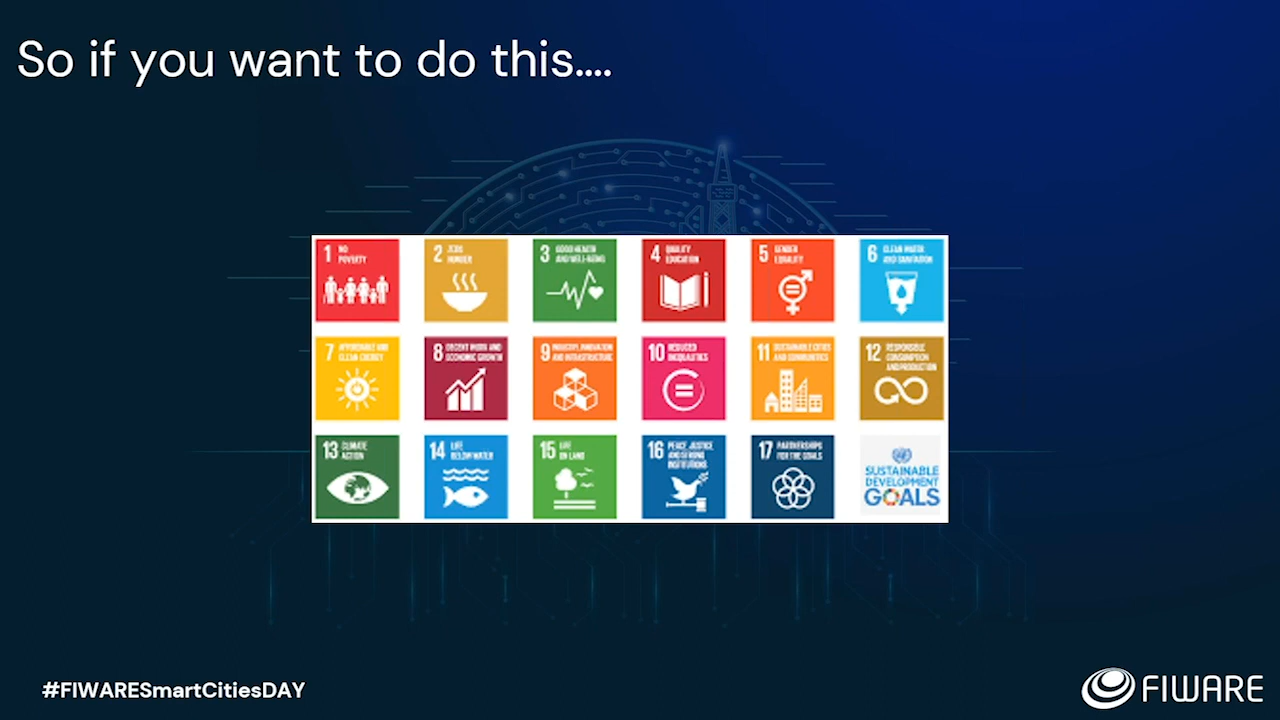 So if you want to do this....
1 NO
POVERTY
2 ZERO
HUNGER
3 GOOD HEALTH
AND WELL-BEING
4 QUALITY
EDUCATION
5 GENDER
EQUALITY
6 CLEAN WATER
AND SANITATION
7 AFFORDABLE AND
CLEAN ENERGY
8 DECENT WORK AND
ECONOMIC GROWTH
9 INDUSTRY, INNOVATION
AND INFRASTRUCTURE
10 REDUCED
INEQUALITIES
11 SUSTAINABLE CITIES
AND COMMUNITIES
12 RESPONSIBLE
CONSUMPTION
AND PRODUCTION
13 CLIMATE
ACTION
14 LIFE
BELOW WATER
15 LIFE
ON LAND
16 PEACE, JUSTICE
AND STRONG
INSTITUTIONS
17 PARTNERSHIPS
FOR THE GOALS
SUSTAINABLE
DEVELOPMENT
GOALS
#FIWARESmartCitiesDAY
FIWARE